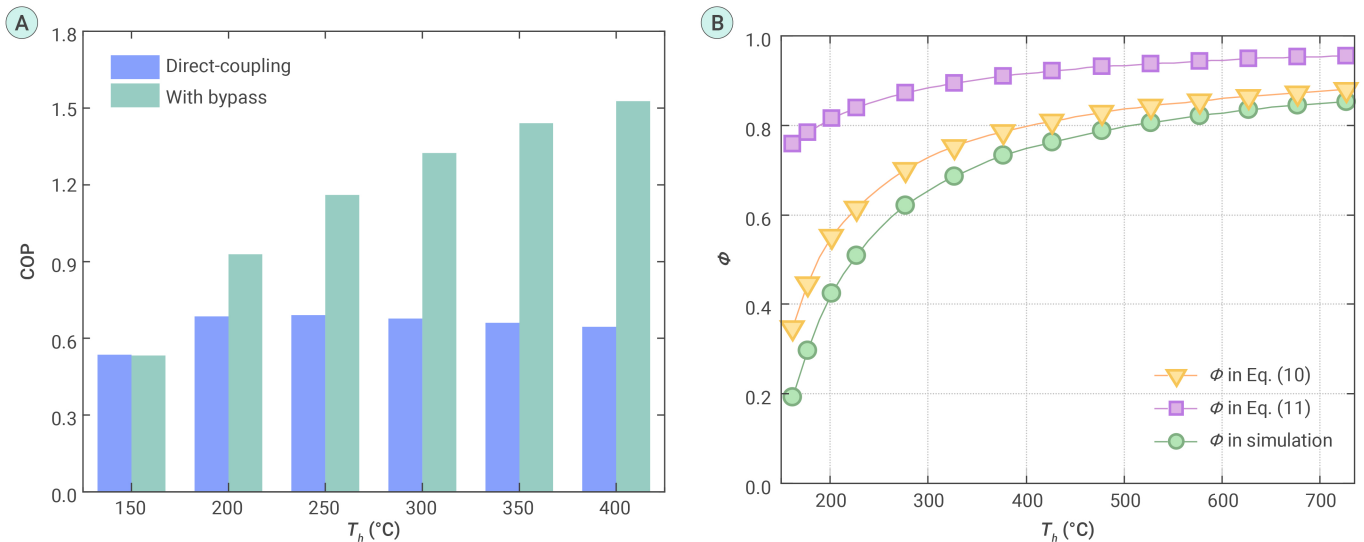 A
1.8
1.5
1.2
0.9
0.6
0.3
0.0
COP
Direct-coupling
With bypass
150 200 250 300 350 400
Th (°C)
B
1.0
0.8
0.6
0.4
0.2
0.0
Φ
Φ in Eq. (10)
Φ in Eq. (11)
Φ in simulation
200 300 400 500 600 700
Th (°C)